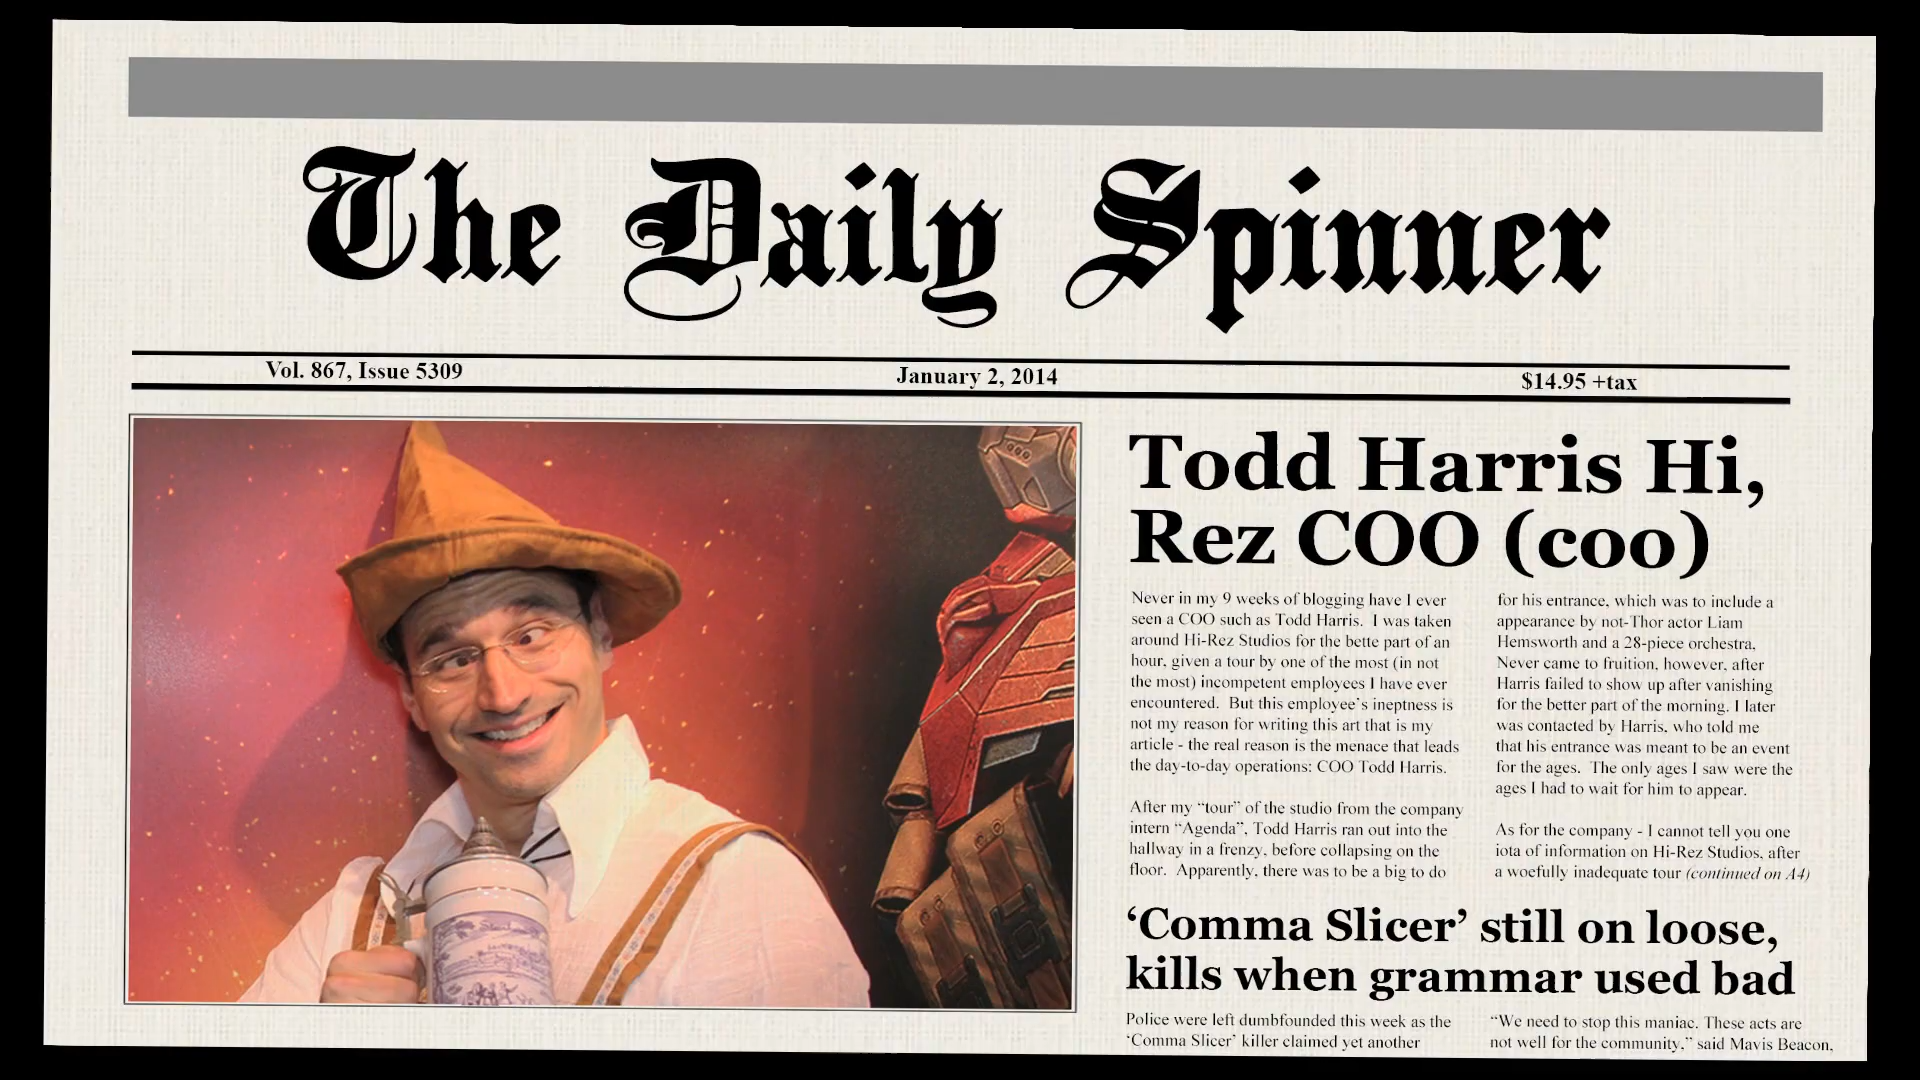 The Daily Spinner
Vol. 867, Issue 5309
January 2, 2014
$14.95 +tax
Todd Harris Hi,
Rez COO (coo)
Never in my 9 weeks of blogging have I ever
seen a COO such as Todd Harris.  I was taken
around Hi-Rez Studios for the bette part of an
hour, given a tour by one of the most (in not
the most) incompetent employees I have ever
encountered.  But this employee's ineptness is
not my reason for writing this art that is my
article - the real reason is the menace that leads
the day-to-day operations: COO Todd Harris.
After my “tour” of the studio from the company
intern “Agenda”, Todd Harris ran out into the
hallway in a frenzy, before collapsing on the
floor.  Apparently, there was to be a big to do
for his entrance, which was to include a
appearance by not-Thor actor Liam
Hemsworth and a 28-piece orchestra,
Never came to fruition, however, after
Harris failed to show up after vanishing
for the better part of the morning. I later
was contacted by Harris, who told me
that his entrance was meant to be an event
for the ages.  The only ages I saw were the
ages I had to wait for him to appear.
As for the company - I cannot tell you one
iota of information on Hi-Rez Studios, after
a woefully inadequate tour (continued on A4)
‘Comma Slicer’ still on loose,
kills when grammar used bad
Police were left dumbfounded this week as the
‘Comma Slicer’ killer claimed yet another
“We need to stop this maniac. These acts are
not well for the community,” said Mavis Beacon,